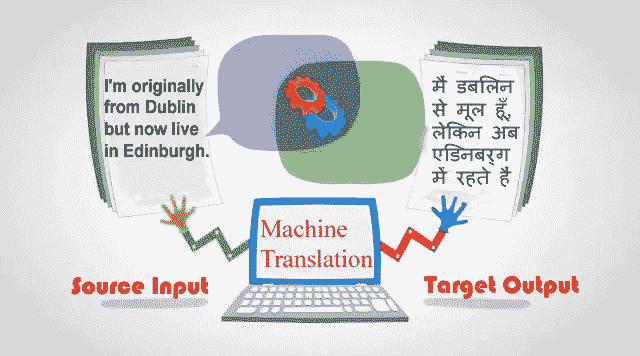 I'm originally
from Dublin
but now live
in Edinburgh.
मैं डबलिन
से मूल हूँ,
लेकिन अब
एडिनबर्ग
में रहते हैं
Machine
Translation
Source Input
Target Output